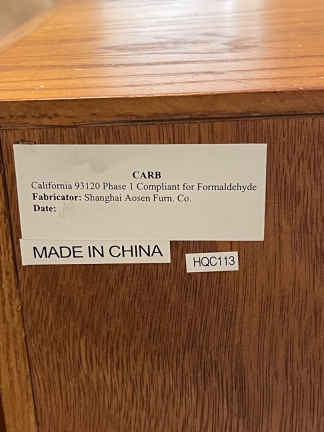 CARB
California 93120 Phase 1 Compliant for Formaldehyde
Fabricator: Shanghai Aosen Furn. Co.
Date:
MADE IN CHINA
HQC113